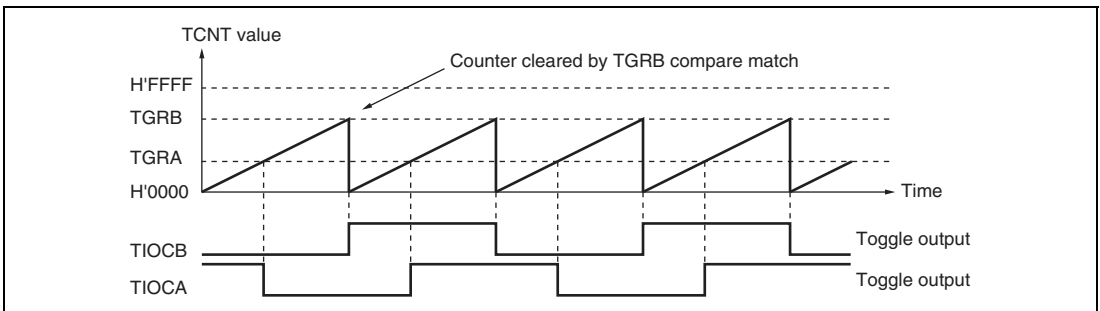 TCNT value
Counter cleared by TGRB compare match
H'FFFF
TGRB
TGRA
H'0000
Time
TIOCB
Toggle output
TIOCA
Toggle output